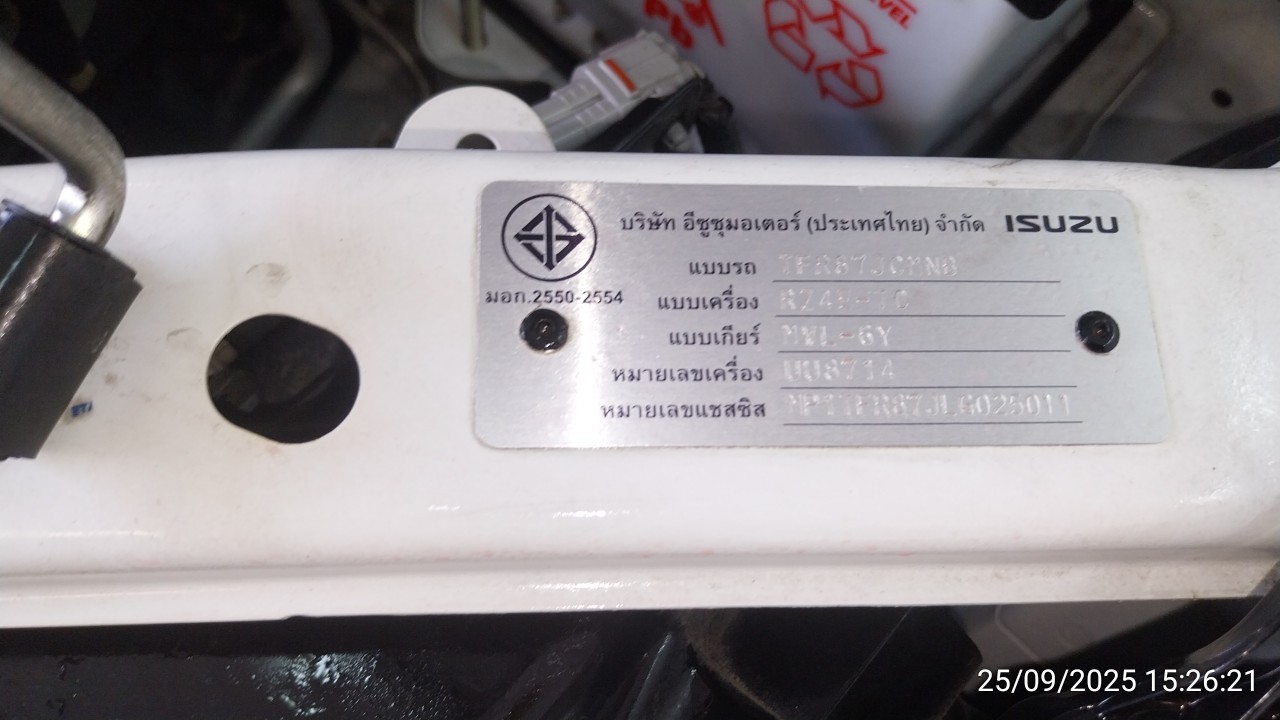 LEVEL
บริษัท อีซูซุมอเตอร์ (ประเทศไทย) จำกัด ISUZU
มอก.2550-2554
แบบรถ TFR87JCMN8
แบบเครื่อง
แบบเกียร์ MVL-6Y
หมายเลขเครื่อง UU8714
หมายเลขแชสซิส MP1TFR87JLG025011
25/09/2025 15:26:21